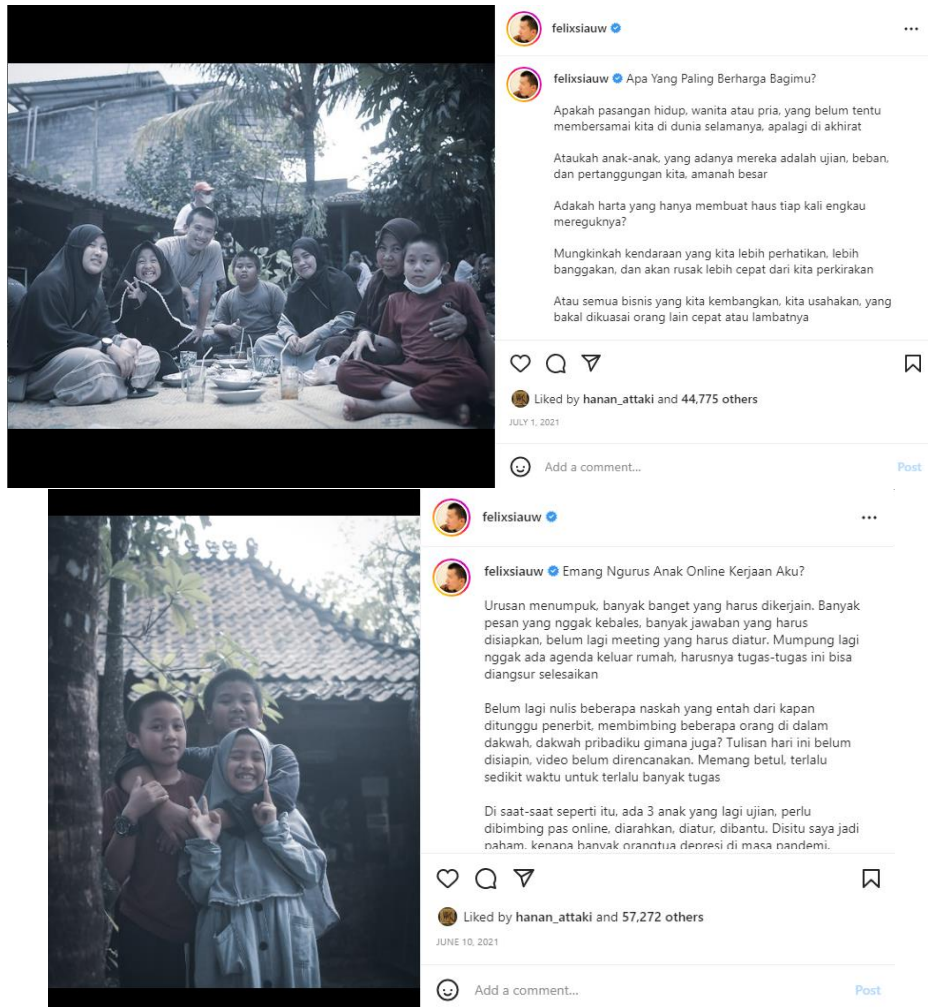 felixsiauw
felixsiauw Apa Yang Paling Berharga Bagimu?
Apakah pasangan hidup, wanita atau pria, yang belum tentu
membersamai kita di dunia selamanya, apalagi di akhirat
Ataukah anak-anak, yang adanya mereka adalah ujian, beban,
dan pertanggungan kita, amanah besar
Adakah harta yang hanya membuat haus tiap kali engkau
mereguknya?
Mungkinkah kendaraan yang kita lebih perhatikan, lebih
banggakan, dan akan rusak lebih cepat dari kita perkirakan
Atau semua bisnis yang kita kembangkan, kita usahakan, yang
bakal dikuasai orang lain cepat atau lambatnya
Liked by hanan_attaki and 44,775 others
JULY 1, 2021
Add a comment...
Post
felixsiauw
felixsiauw Emang Ngurus Anak Online Kerjaan Aku?
Urusan menumpuk, banyak banget yang harus dikerjain. Banyak
pesan yang nggak kebales, banyak jawaban yang harus
disiapkan, belum lagi meeting yang harus diatur. Mumpung lagi
nggak ada agenda keluar rumah, harusnya tugas-tugas ini bisa
diangsur selesaikan
Belum lagi nulis beberapa naskah yang entah dari kapan
ditunggu penerbit, membimbing beberapa orang di dalam
dakwah, dakwah pribadiku gimana juga? Tulisan hari ini belum
disiapin, video belum direncanakan. Memang betul, terlalu
sedikit waktu untuk terlalu banyak tugas
Di saat-saat seperti itu, ada 3 anak yang lagi ujian, perlu
dibimbing pas online, diarahkan, diatur, dibantu. Disitu saya jadi
paham, kenapa banyak orangtua depresi di masa pandemi.
Liked by hanan_attaki and 57,272 others
JUNE 10, 2021
Add a comment...
Post